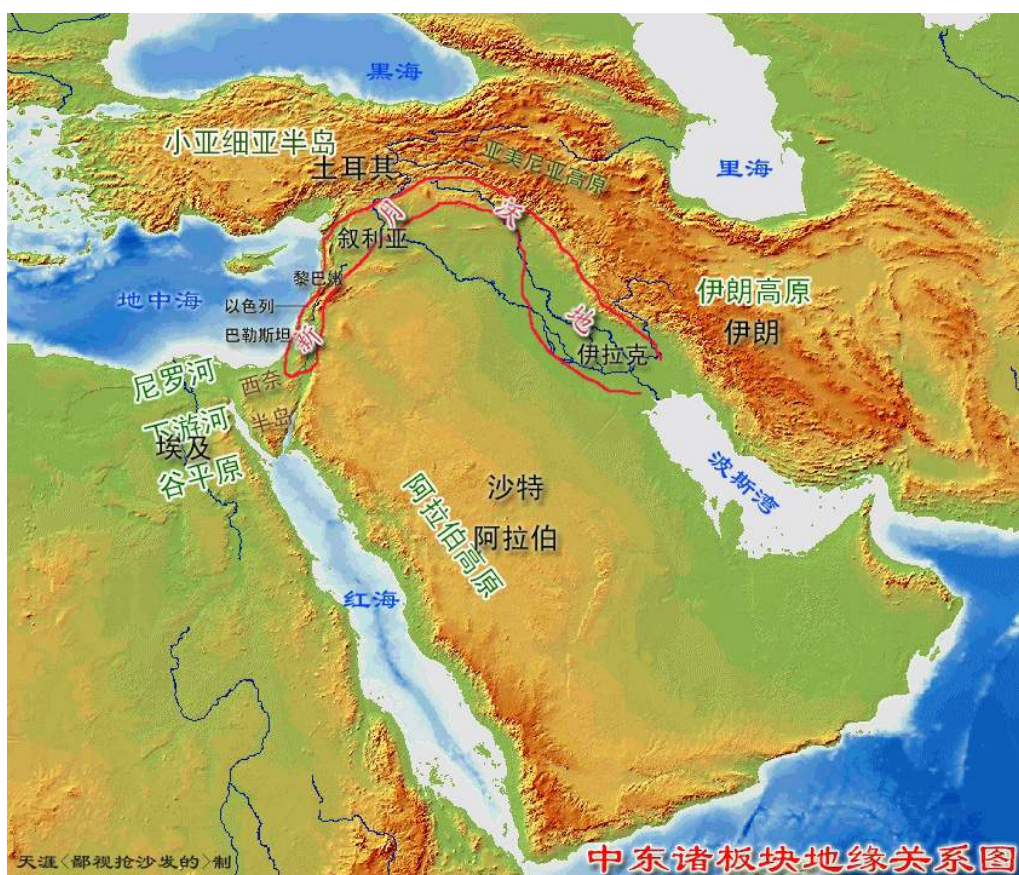 黑海
小亚细亚半岛
土耳其
亚美尼亚高原
里海
月
沃
叙利亚
黎巴嫩
地中海
以色列
伊朗高原
地
伊朗
巴勒斯坦
新
伊拉克
尼罗河
下游河
谷平原
西奈
半岛
埃及
波斯湾
沙特
阿拉伯
阿拉伯高原
红海
天涯<鄙视抢沙发的>制
中东诸板块地缘关系图